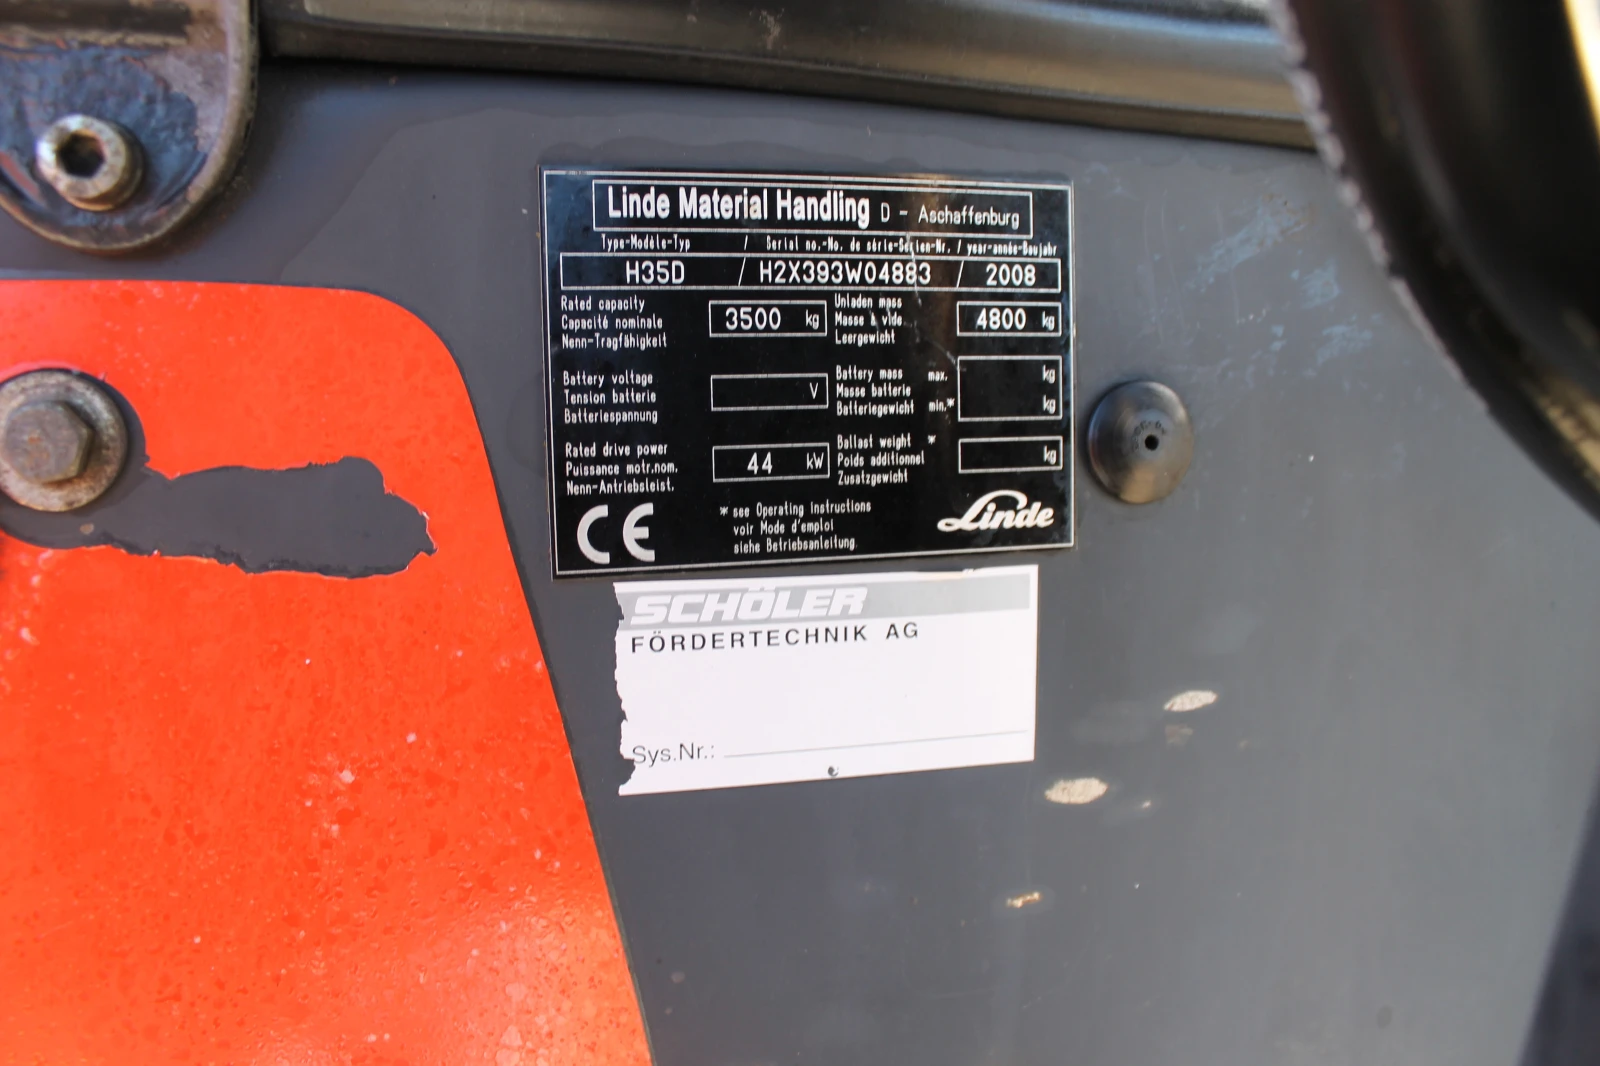 Linde Material Handling D - Aschaffenburg
Type-Modèle-Typ / Serial no.-No. de série-Serien-Nr. / year-année-Baujahr
H35D / H2X393W04883 / 2008
Rated capacity
Capacité nominale
Nenn-Tragfähigkeit
3500 kg
Unladen mass
Masse à vide
Leergewicht
4800 kg
Battery voltage
Tension batterie
Batteriespannung
V
Battery mass max.
Masse batterie
Batteriegewicht min.*
kg
kg
Rated drive power
Puissance motr.nom.
Nenn-Antriebsleist.
44 kW
Ballast weight *
Poids additionnel
Zusatzgewicht
kg
CE
* see Operating instructions
voir Mode d'emploi
siehe Betriebsanleitung
Linde
SCHÖLER
FÖRDERTECHNIK AG
Sys.Nr.: